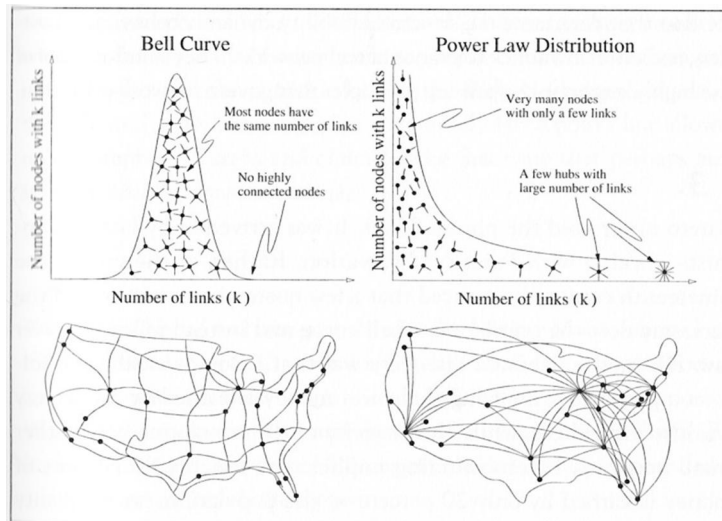 Bell Curve
Number of nodes with k links
Most nodes have
the same number of links
No highly
connected nodes
Number of links (k)
Power Law Distribution
Number of nodes with k links
Very many nodes
with only a few links
A few hubs with
large number of links
Number of links (k)